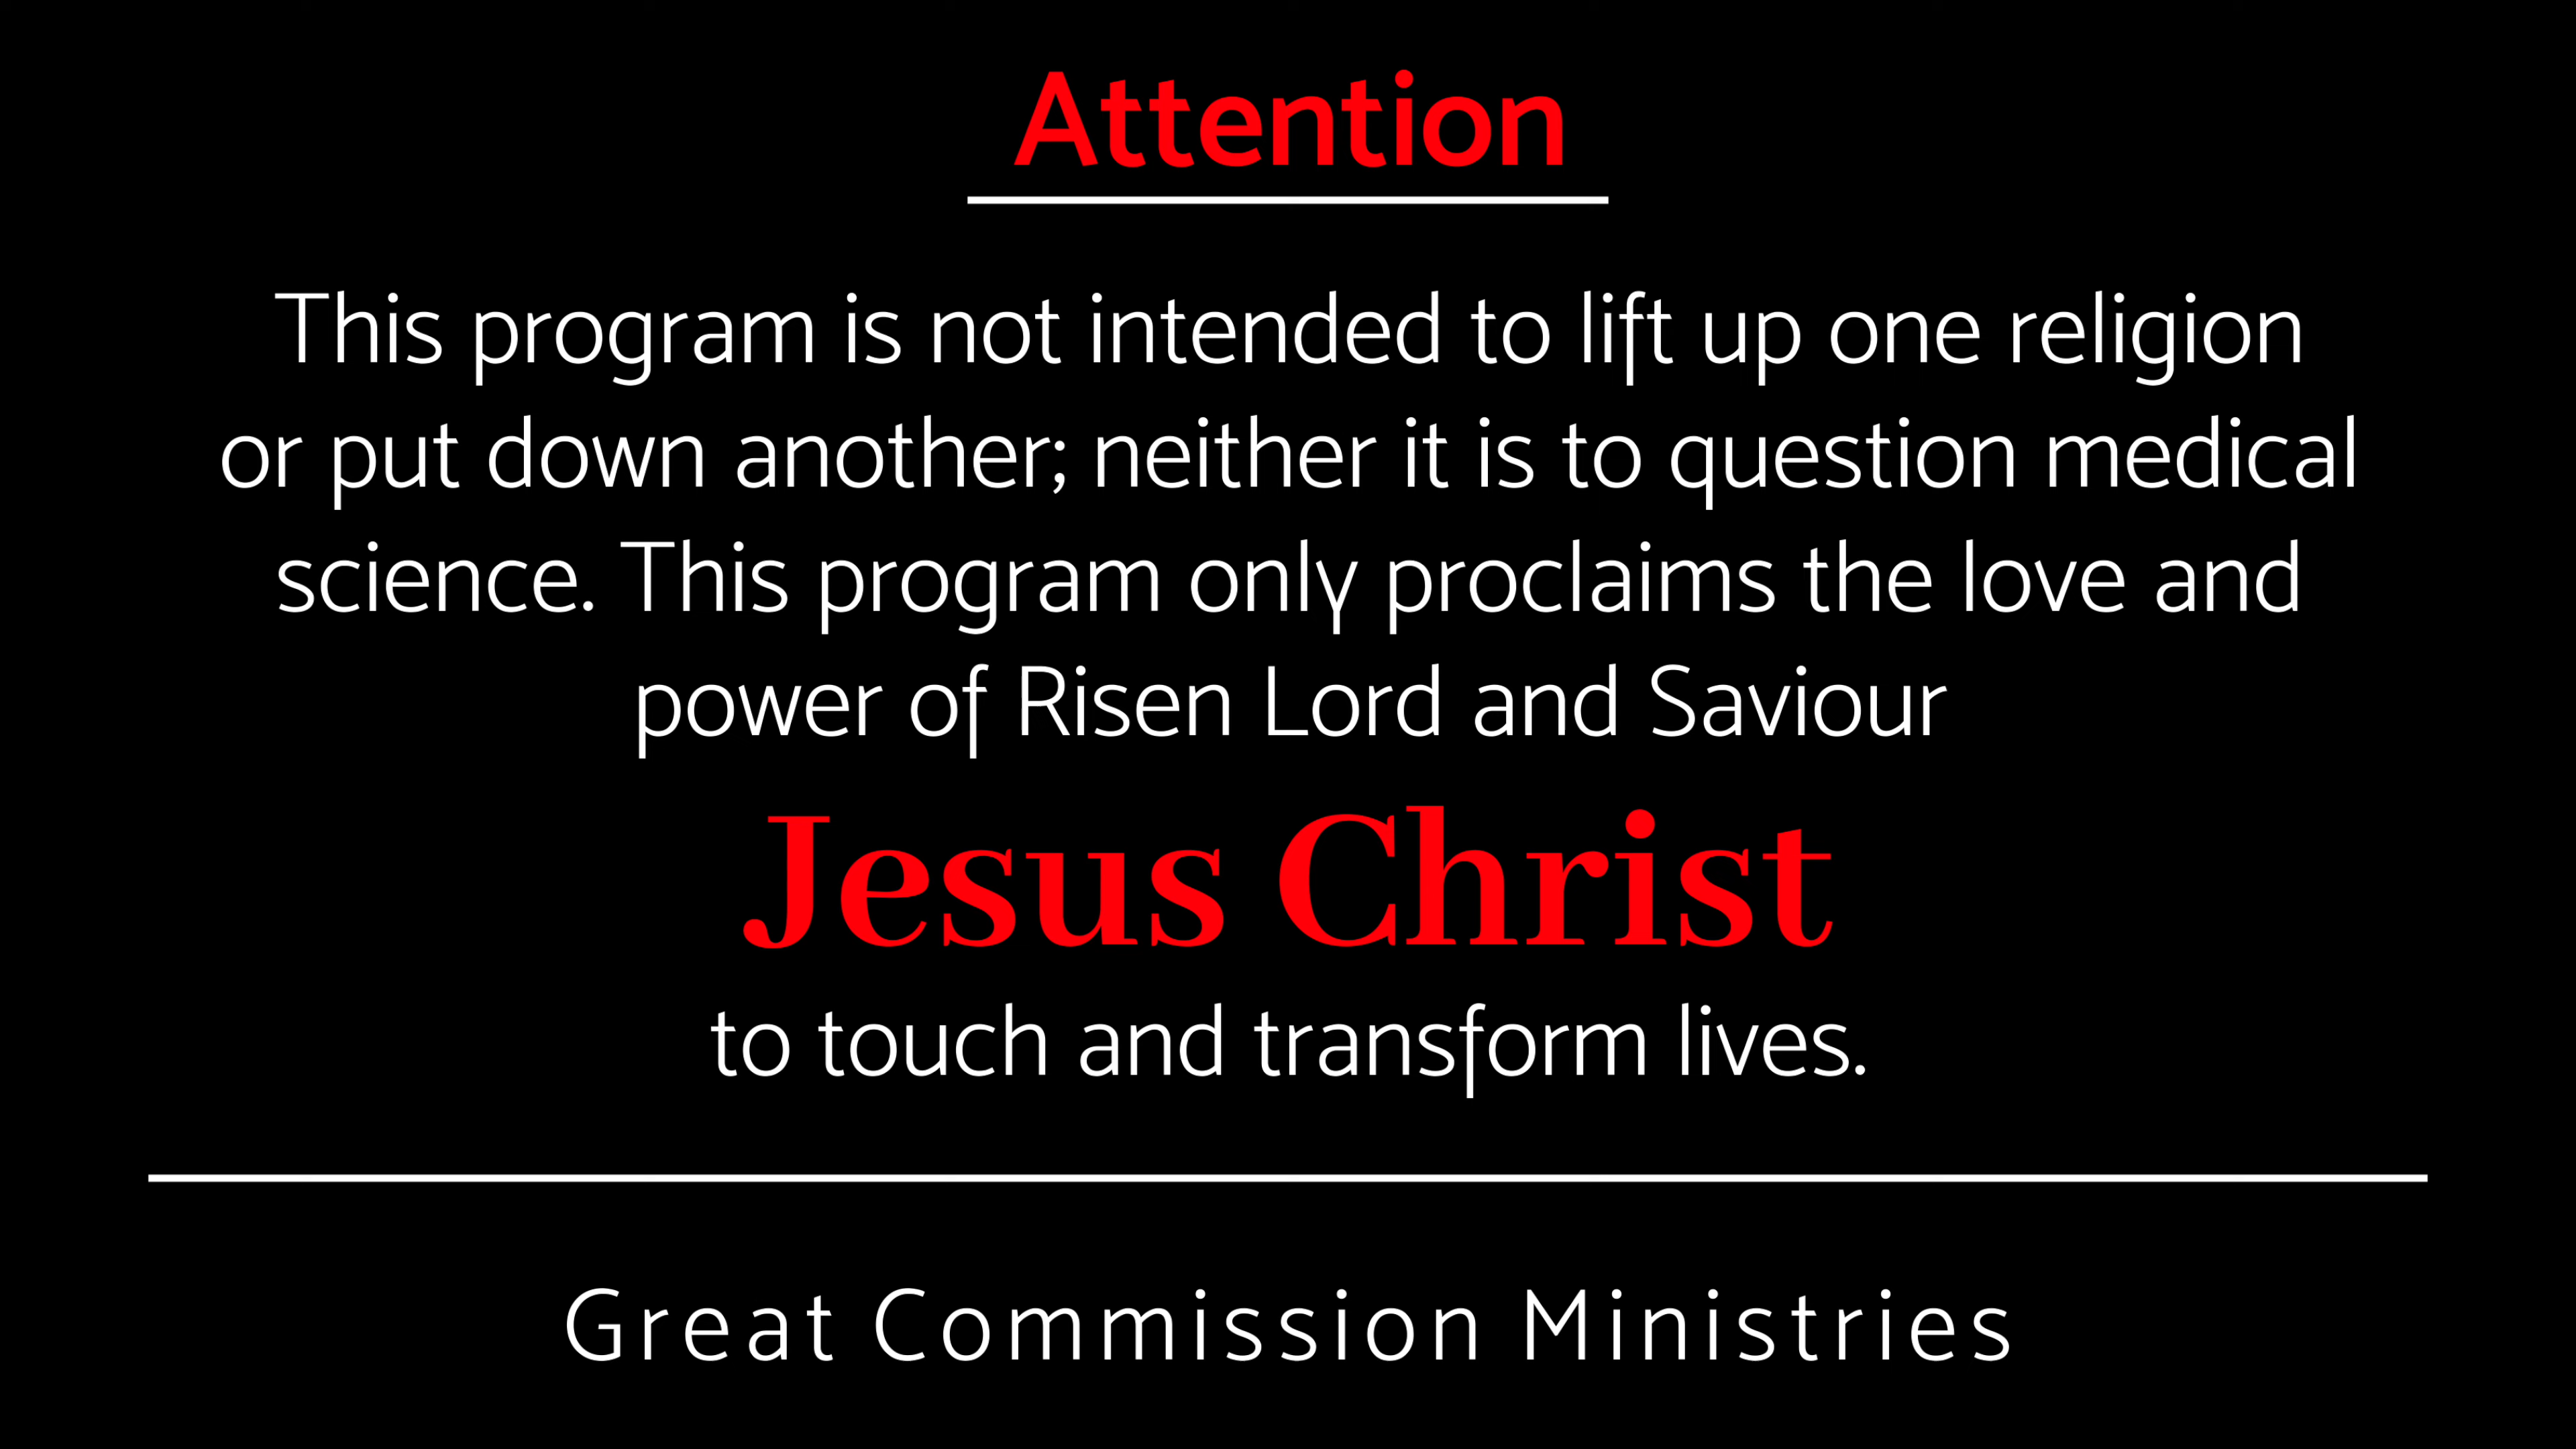 Attention
This program is not intended to lift up one religion
or put down another; neither it is to question medical
science. This program only proclaims the love and
power of Risen Lord and Saviour
Jesus Christ
to touch and transform lives.
Great Commission Ministries